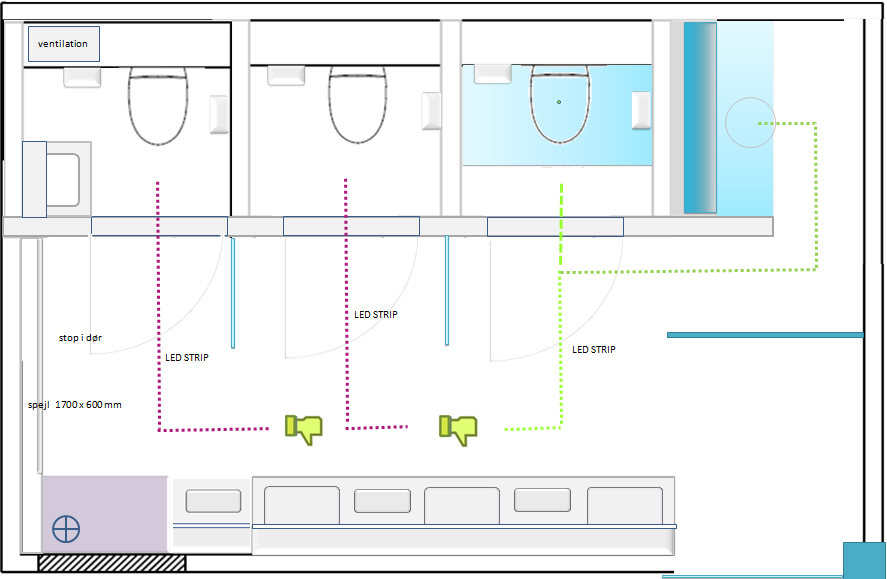 ventilation
LED STRIP
stop i dør
LED STRIP
LED STRIP
spejl 1700 x 600 mm